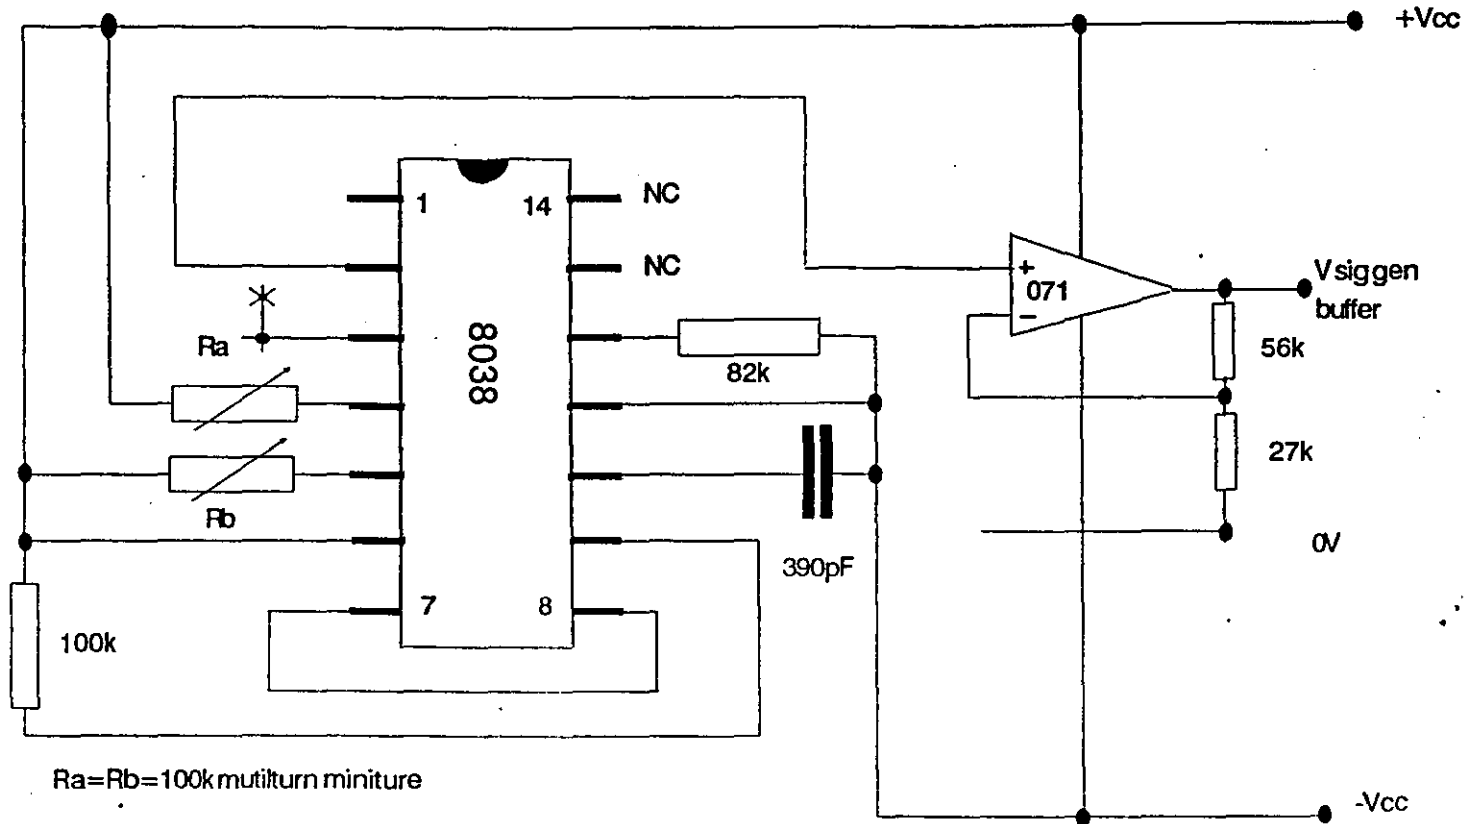 +Vcc
1
14
NC
NC
8038
Ra
Rb
7
8
82k
390pF
100k
+
071
−
Vsiggen
buffer
56k
27k
0V
-Vcc
Ra=Rb=100k mutilturn miniture